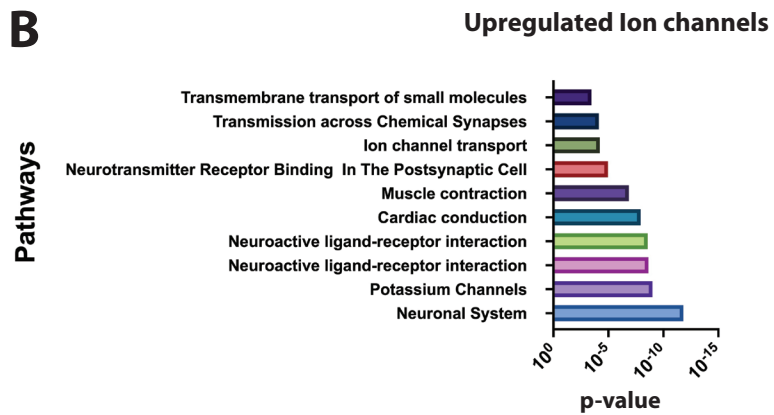 B
Upregulated Ion channels
Pathways
Transmembrane transport of small molecules
Transmission across Chemical Synapses
Ion channel transport
Neurotransmitter Receptor Binding In The Postsynaptic Cell
Muscle contraction
Cardiac conduction
Neuroactive ligand-receptor interaction
Neuroactive ligand-receptor interaction
Potassium Channels
Neuronal System
10⁰ 10⁻⁵ 10⁻¹⁰ 10⁻¹⁵
p-value